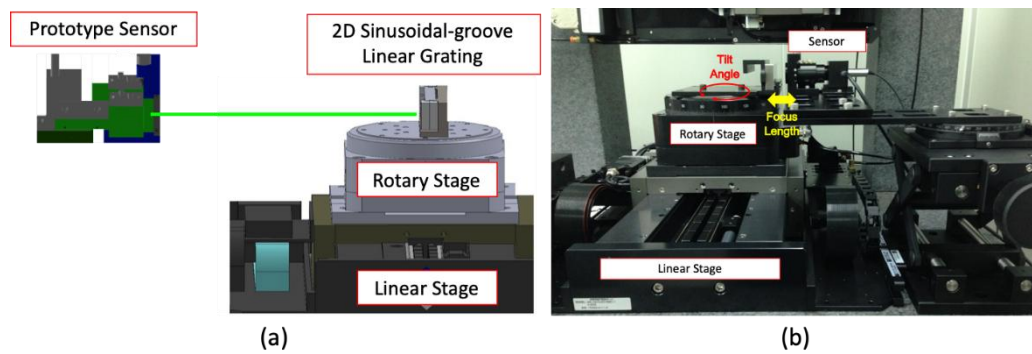 Prototype Sensor
2D Sinusoidal-groove
Linear Grating
Rotary Stage
Linear Stage
(a)
Sensor
Tilt
Angle
Focus
Length
Rotary Stage
Linear Stage
(b)